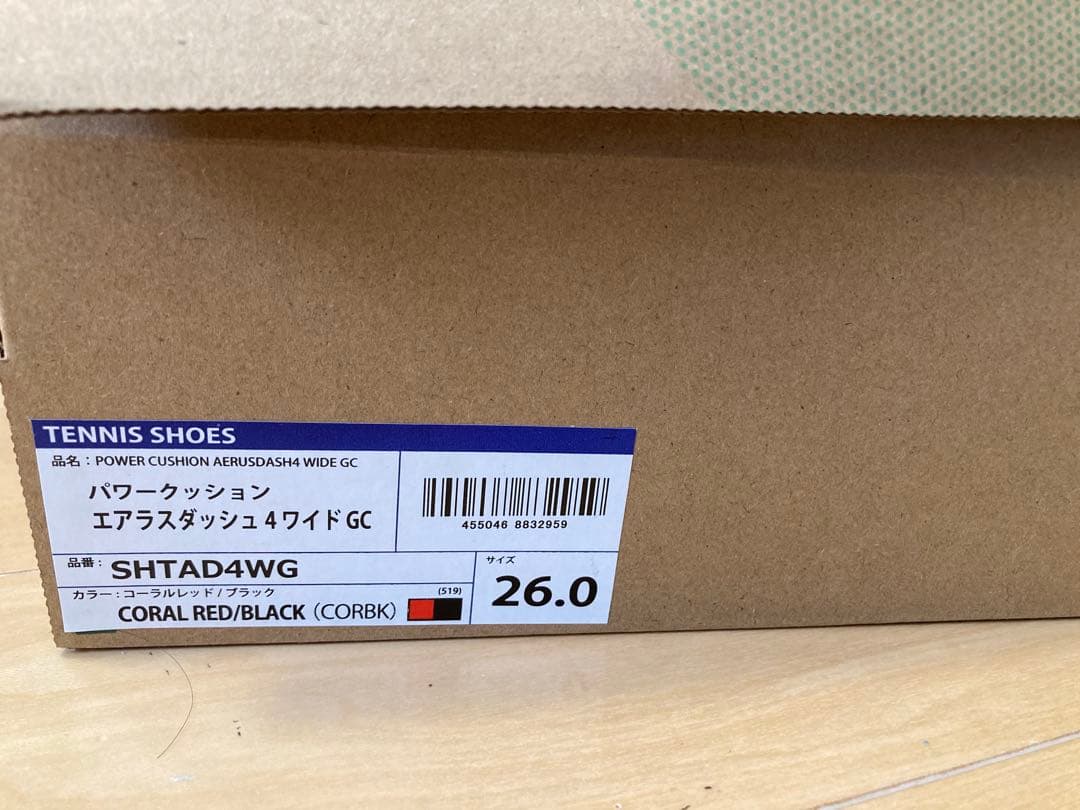 TENNIS SHOES
品名：POWER CUSHION AERUSDASH4 WIDE GC
パワークッション
エアラスダッシュ4ワイドGC
455046 8832959
品番：SHTAD4WG
カラー：コーラルレッド/ブラック (519)
CORAL RED/BLACK (CORBK)
サイズ
26.0